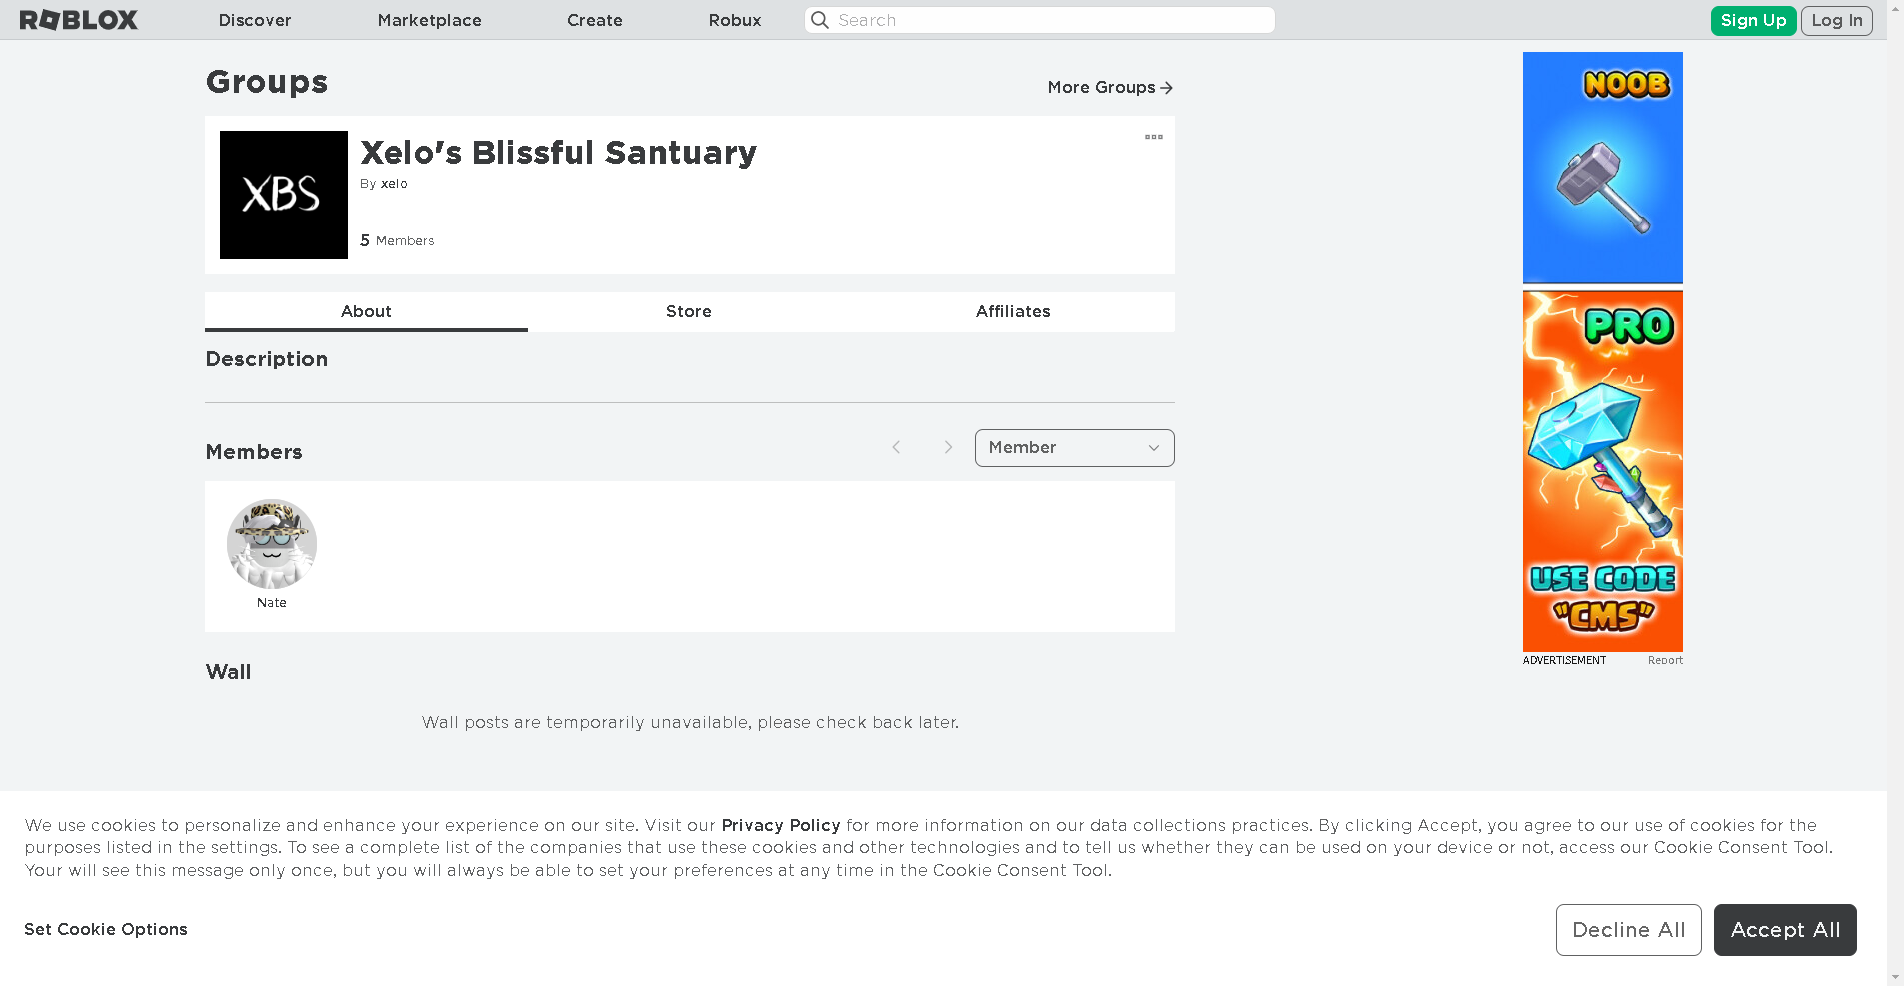 ROBLOX
Discover
Marketplace
Create
Robux
Search
Sign Up
Log In
Groups
More Groups
XBS
Xelo's Blissful Santuary
By xelo
5 Members
About
Store
Affiliates
Description
Members
Member
Nate
Wall
Wall posts are temporarily unavailable, please check back later.
NOOB
PRO
USE CODE
"CMS"
ADVERTISEMENT
Report
We use cookies to personalize and enhance your experience on our site. Visit our Privacy Policy for more information on our data collections practices. By clicking Accept, you agree to our use of cookies for the
purposes listed in the settings. To see a complete list of the companies that use these cookies and other technologies and to tell us whether they can be used on your device or not, access our Cookie Consent Tool.
Your will see this message only once, but you will always be able to set your preferences at any time in the Cookie Consent Tool.
Set Cookie Options
Decline All
Accept All